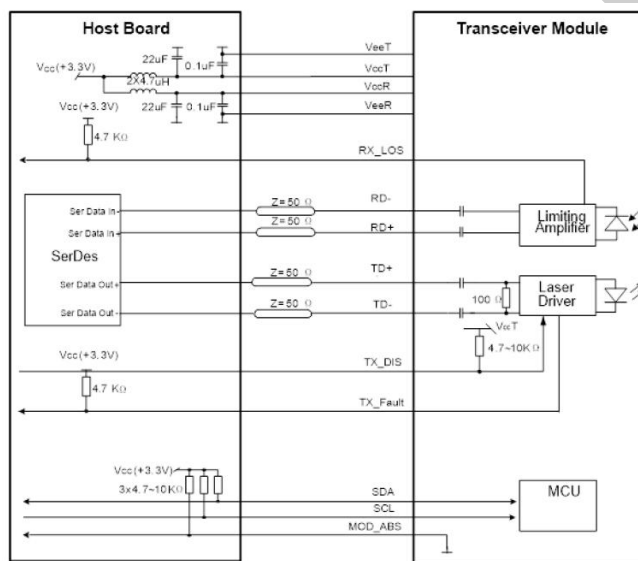 Host Board
Transceiver Module
VeeT
22uF
0.1uF
Vcc(+3.3V)
VccT
2X4.7uH
VccR
Vcc(+3.3V)
22uF
0.1uF
VeeR
4.7 KΩ
RX_LOS
Ser Data In-
Z=50 Ω
RD-
Limiting
Amplifier
Ser Data In+
Z=50 Ω
RD+
SerDes
Ser Data Out+
Z=50 Ω
TD+
Laser
Driver
100 Ω
Ser Data Out-
Z=50 Ω
TD-
VccT
4.7~10KΩ
Vcc(+3.3V)
TX_DIS
4.7 KΩ
TX_Fault
Vcc(+3.3V)
3x4.7~10KΩ
SDA
MCU
SCL
MOD_ABS